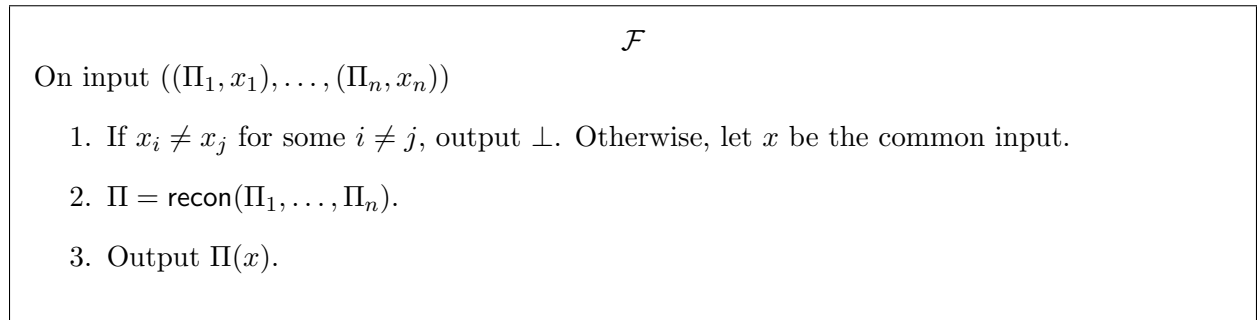 𝓕
On input ((Π₁, x₁), . . . , (Πₙ, xₙ))
1. If xᵢ ≠ xⱼ for some i ≠ j, output ⊥. Otherwise, let x be the common input.
2. Π = recon(Π₁, . . . , Πₙ).
3. Output Π(x).